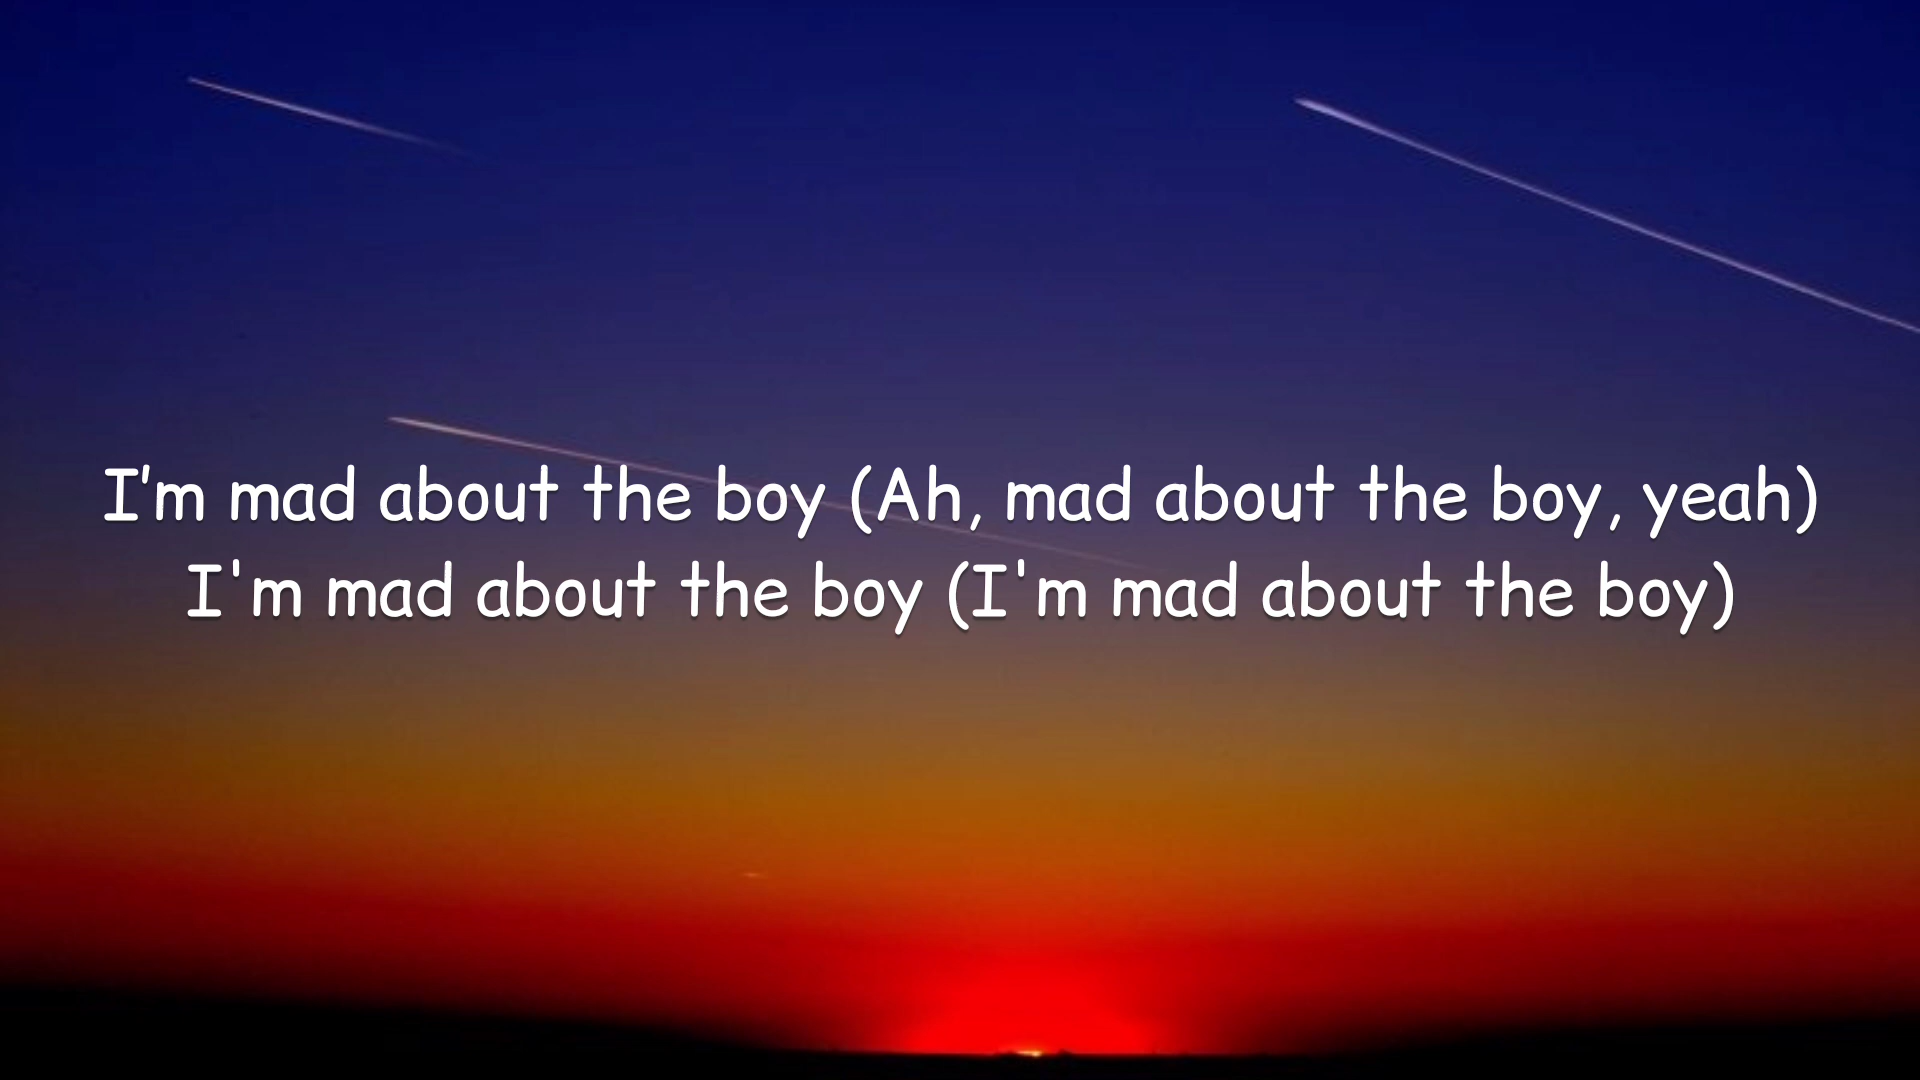 I’m mad about the boy (Ah, mad about the boy, yeah)
I'm mad about the boy (I'm mad about the boy)